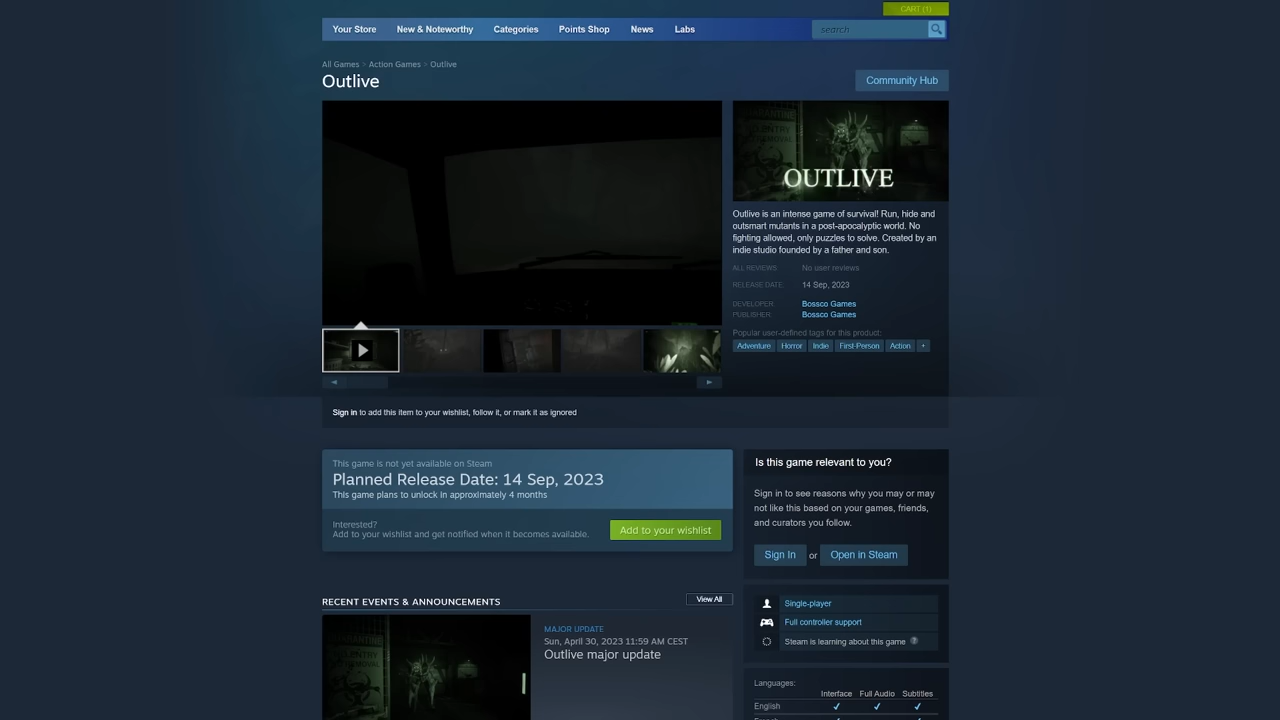 CART (1)
Your Store
New & Noteworthy
Categories
Points Shop
News
Labs
search
All Games > Action Games > Outlive
Outlive
Community Hub
OUTLIVE
Outlive is an intense game of survival! Run, hide and
outsmart mutants in a post-apocalyptic world. No
fighting allowed, only puzzles to solve. Created by an
indie studio founded by a father and son.
ALL REVIEWS: No user reviews
RELEASE DATE: 14 Sep, 2023
DEVELOPER: Bossco Games
PUBLISHER: Bossco Games
Popular user-defined tags for this product:
Adventure Horror Indie First-Person Action +
Sign in to add this item to your wishlist, follow it, or mark it as ignored
This game is not yet available on Steam
Planned Release Date: 14 Sep, 2023
This game plans to unlock in approximately 4 months
Interested?
Add to your wishlist and get notified when it becomes available.
Add to your wishlist
Is this game relevant to you?
Sign in to see reasons why you may or may
not like this based on your games, friends,
and curators you follow.
Sign In or Open in Steam
RECENT EVENTS & ANNOUNCEMENTS
View All
MAJOR UPDATE
Sun, April 30, 2023 11:59 AM CEST
Outlive major update
Single-player
Full controller support
Steam is learning about this game ?
Languages:
Interface Full Audio Subtitles
English ✓ ✓ ✓